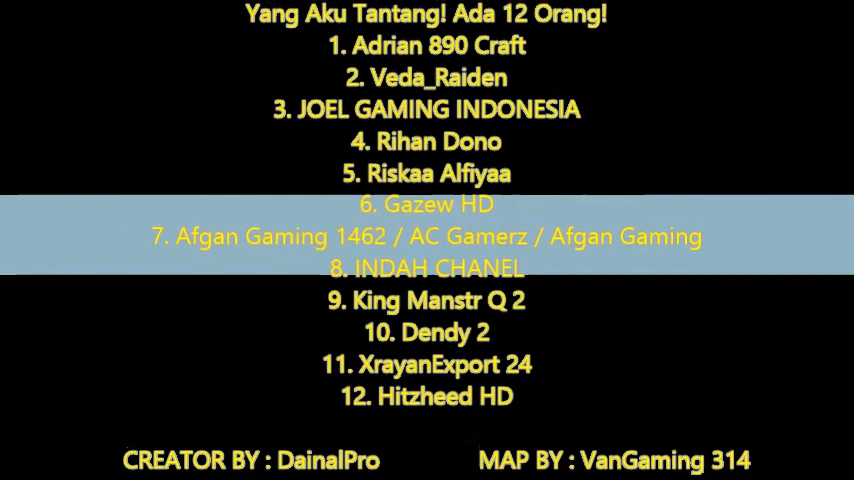 Yang Aku Tantang! Ada 12 Orang!
1. Adrian 890 Craft
2. Veda_Raiden
3. JOEL GAMING INDONESIA
4. Rihan Dono
5. Riskaa Alfiyaa
6. Gazew HD
7. Afgan Gaming 1462 / AC Gamerz / Afgan Gaming
8. INDAH CHANEL
9. King Manstr Q 2
10. Dendy 2
11. XrayanExport 24
12. Hitzheed HD
CREATOR BY : DainalPro MAP BY : VanGaming 314